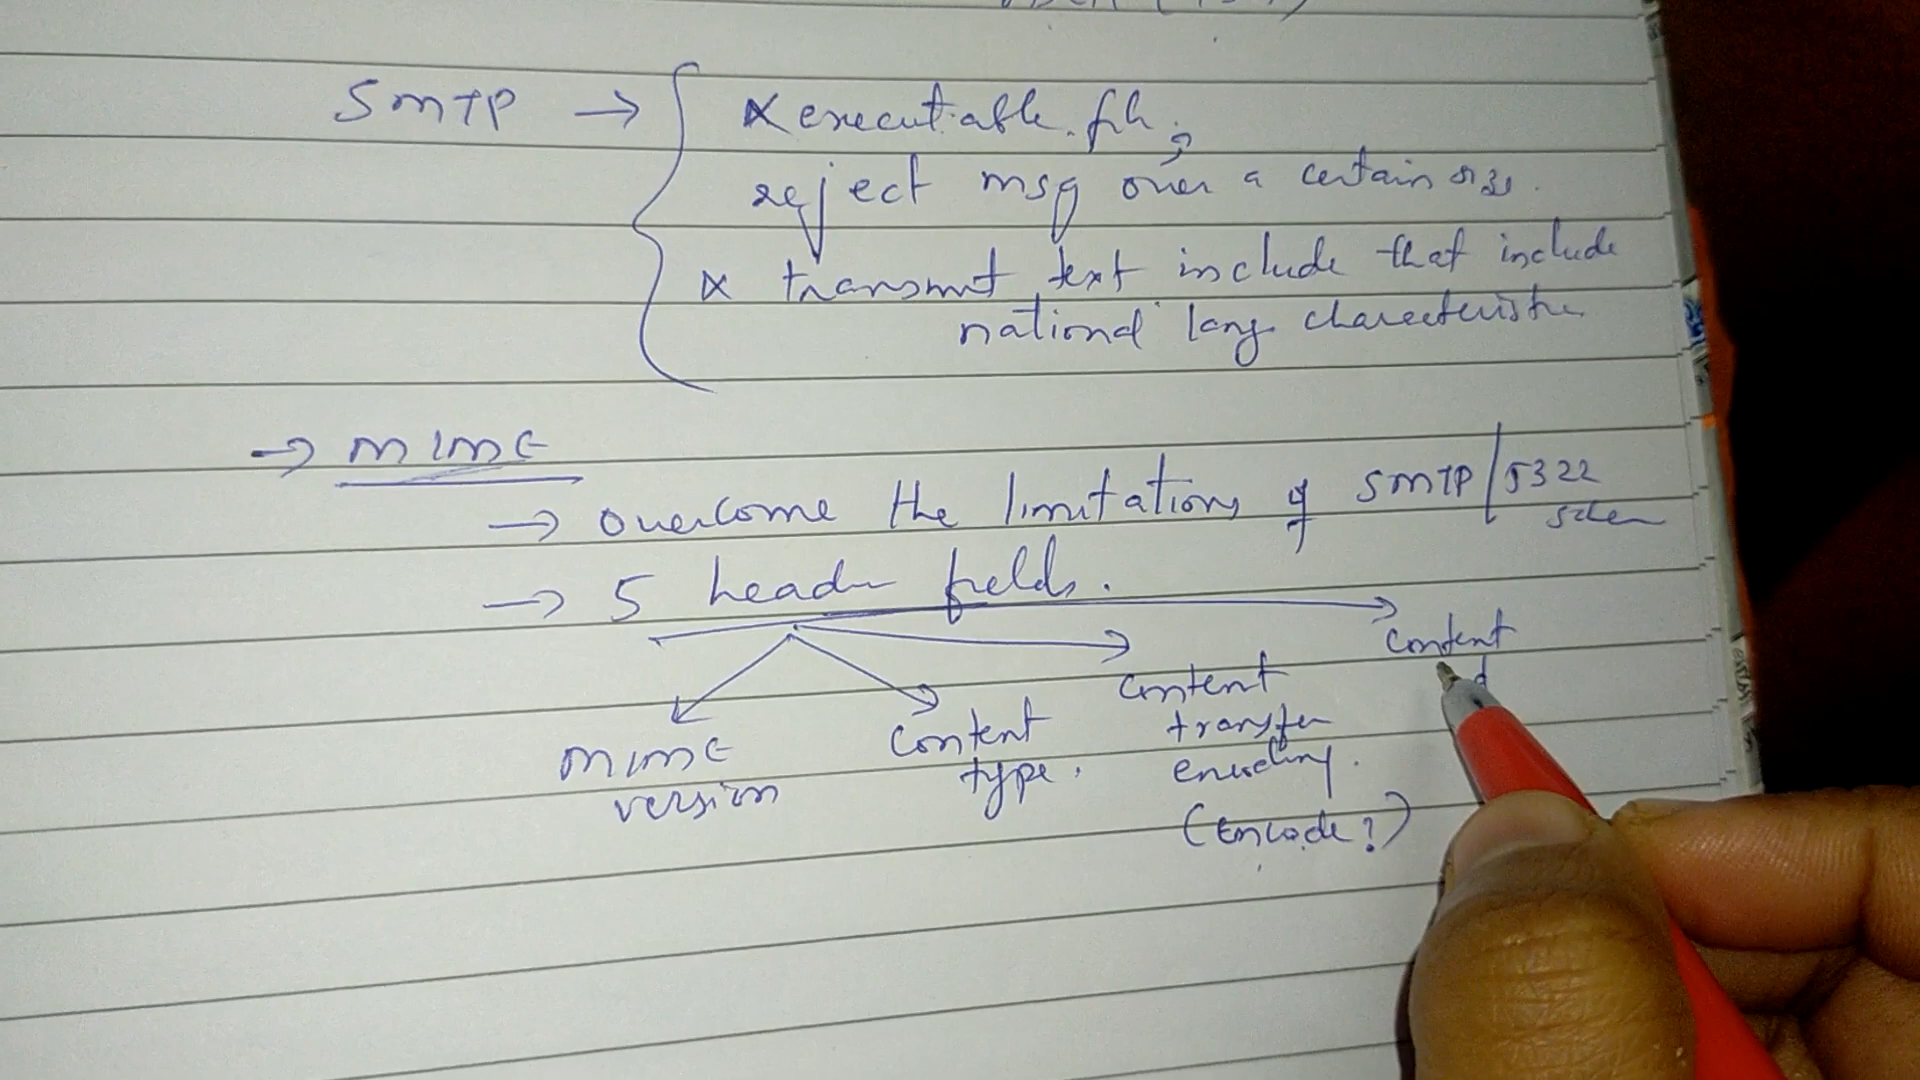 SMTP → x executable file,
reject msg over a certain size.
x transmit text include that include
national lang. charecteristic
→ MIME
→ overcome the limitations of SMTP/5322
→ 5 header fields.
MIME version
Content type.
Content transfer encoding.
(Encode?)
Content